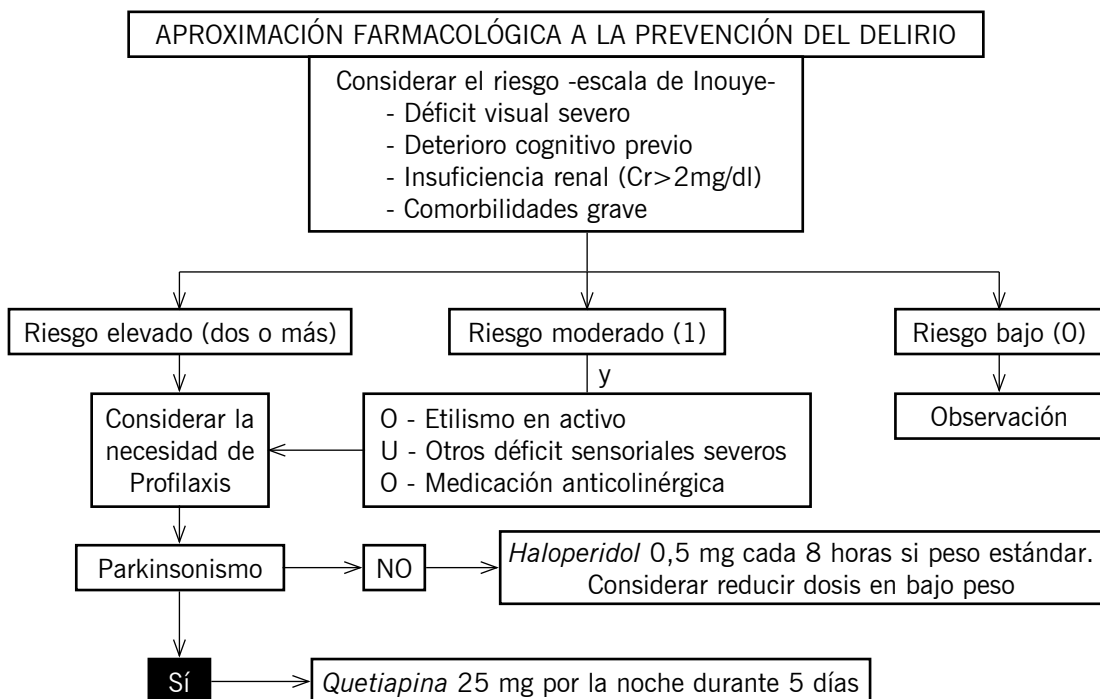 APROXIMACIÓN FARMACOLÓGICA A LA PREVENCIÓN DEL DELIRIO
Considerar el riesgo -escala de Inouye-
- Déficit visual severo
- Deterioro cognitivo previo
- Insuficiencia renal (Cr>2mg/dl)
- Comorbilidades grave
Riesgo elevado (dos o más)
Riesgo moderado (1)
Riesgo bajo (0)
y
Considerar la
necesidad de
Profilaxis
O - Etilismo en activo
U - Otros déficit sensoriales severos
O - Medicación anticolinérgica
Observación
Parkinsonismo
NO
Haloperidol 0,5 mg cada 8 horas si peso estándar.
Considerar reducir dosis en bajo peso
Sí
Quetiapina 25 mg por la noche durante 5 días